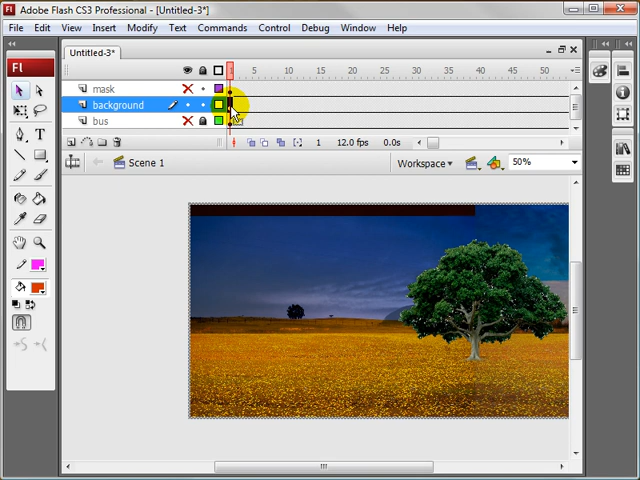 Adobe Flash CS3 Professional - [Untitled-3*]
File Edit View Insert Modify Text Commands Control Debug Window Help
Untitled-3*
Fl
1 5 10 15 20 25 30 35 40 45 50 55
mask
background
bus
1 12.0 fps 0.0s
Scene 1 Workspace 50%
T